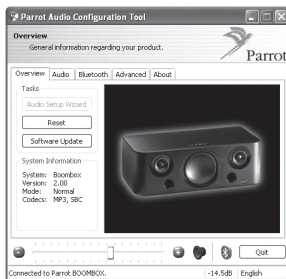 Parrot Audio Configuration Tool
Overview
General information regarding your product.
Parrot
Overview Audio Bluetooth Advanced About
Tasks
Audio Setup Wizard
Reset
Software Update
System Information
System: Boombox
Version: 2.00
Mode: Normal
Codecs: MP3, SBC
Quit
Connected to Parrot BOOMBOX. -14.5dB English